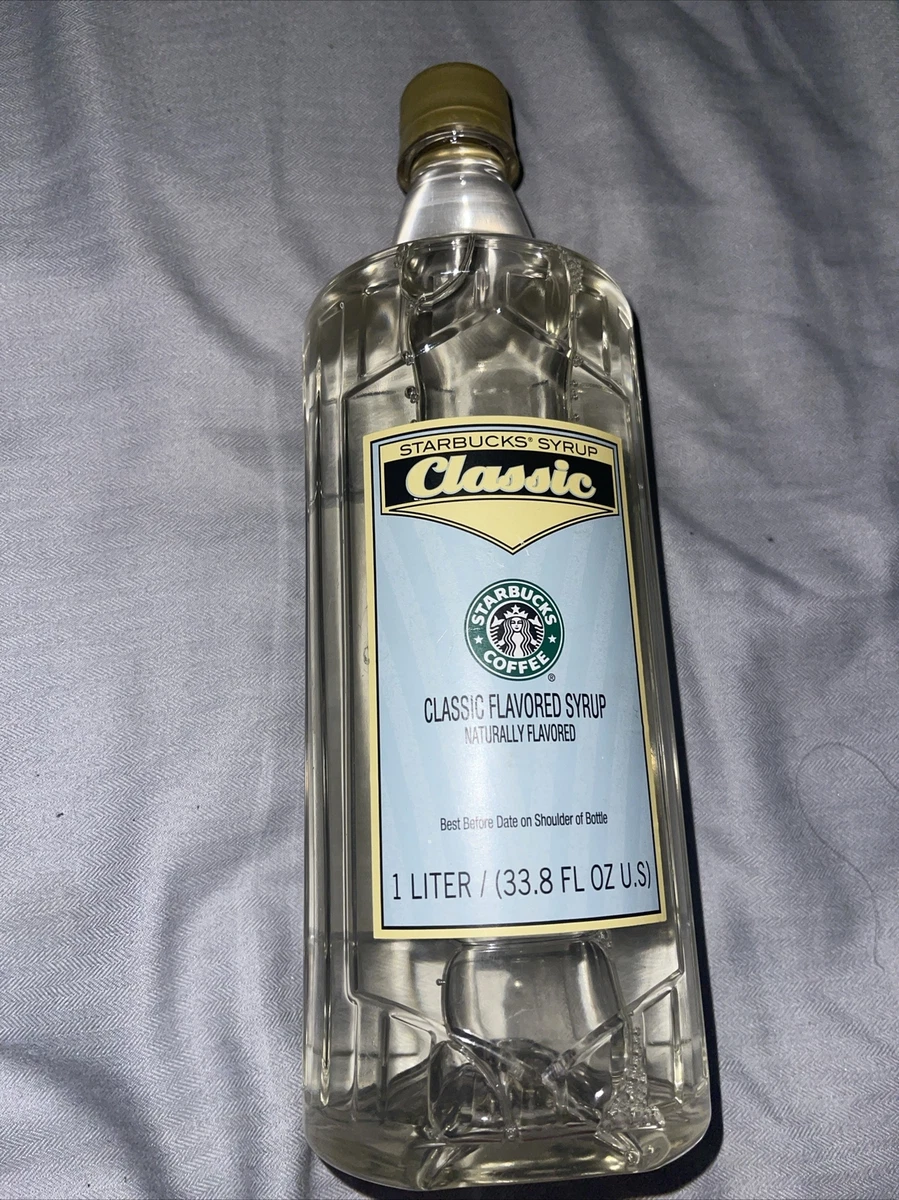 STARBUCKS® SYRUP
Classic
STARBUCKS
COFFEE
®
CLASSIC FLAVORED SYRUP
NATURALLY FLAVORED
Best Before Date on Shoulder of Bottle
1 LITER / (33.8 FL OZ U.S)